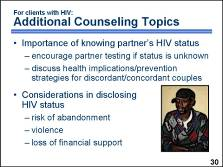 For clients with HIV:
Additional Counseling Topics
• Importance of knowing partner's HIV status
– encourage partner testing if status is unknown
– discuss health implications/prevention
strategies for discordant/concordant couples
• Considerations in disclosing
HIV status
– risk of abandonment
– violence
– loss of financial support
30